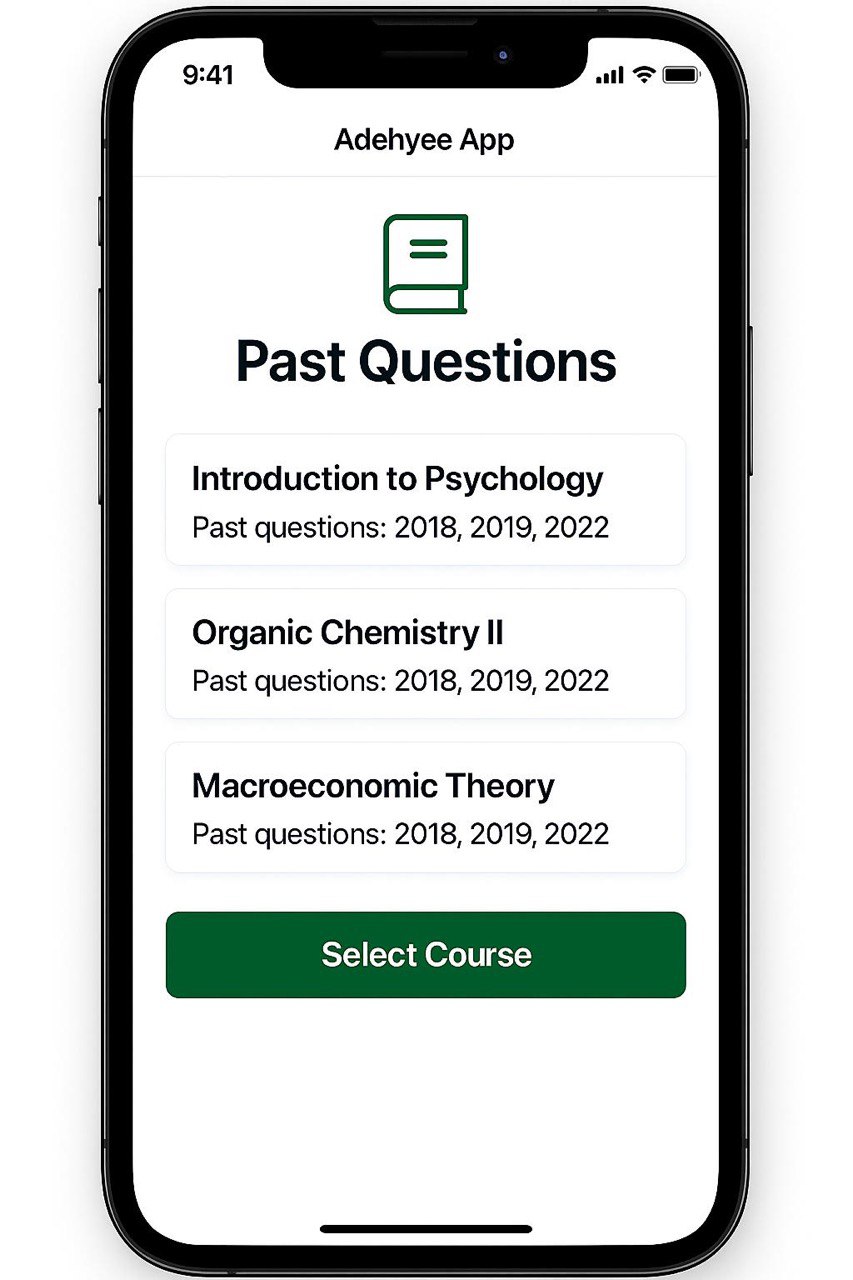 9:41
Adehyee App
Past Questions
Introduction to Psychology
Past questions: 2018, 2019, 2022
Organic Chemistry II
Past questions: 2018, 2019, 2022
Macroeconomic Theory
Past questions: 2018, 2019, 2022
Select Course